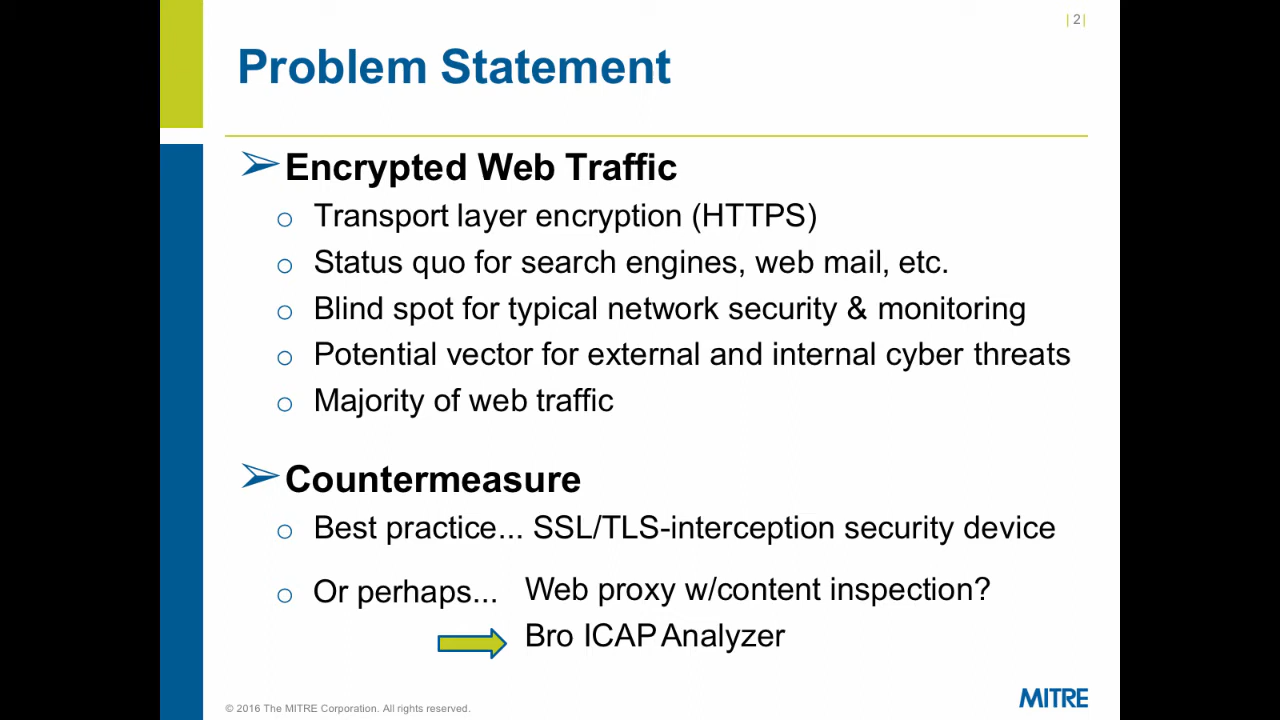 | 2 |
Problem Statement
Encrypted Web Traffic
Transport layer encryption (HTTPS)
Status quo for search engines, web mail, etc.
Blind spot for typical network security & monitoring
Potential vector for external and internal cyber threats
Majority of web traffic
Countermeasure
Best practice... SSL/TLS-interception security device
Or perhaps... Web proxy w/content inspection?
Bro ICAP Analyzer
© 2016 The MITRE Corporation. All rights reserved.
MITRE